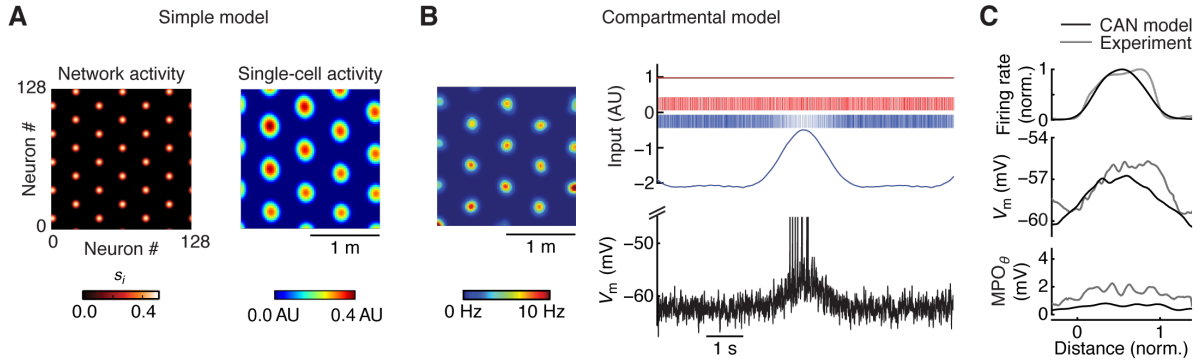 A
Simple model
Network activity
128
Neuron #
0
0
128
Neuron #
s_i
0.0
0.4
Single-cell activity
1 m
0.0 AU
0.4 AU
B
Compartmental model
1 m
0 Hz
10 Hz
Input (AU)
1
0
−1
−2
V_m (mV)
−50
−60
1 s
C
CAN model
Experiment
Firing rate
(norm.)
1
0
V_m (mV)
−54
−57
−60
MPO_θ
(mV)
4
2
0
0
1
Distance (norm.)